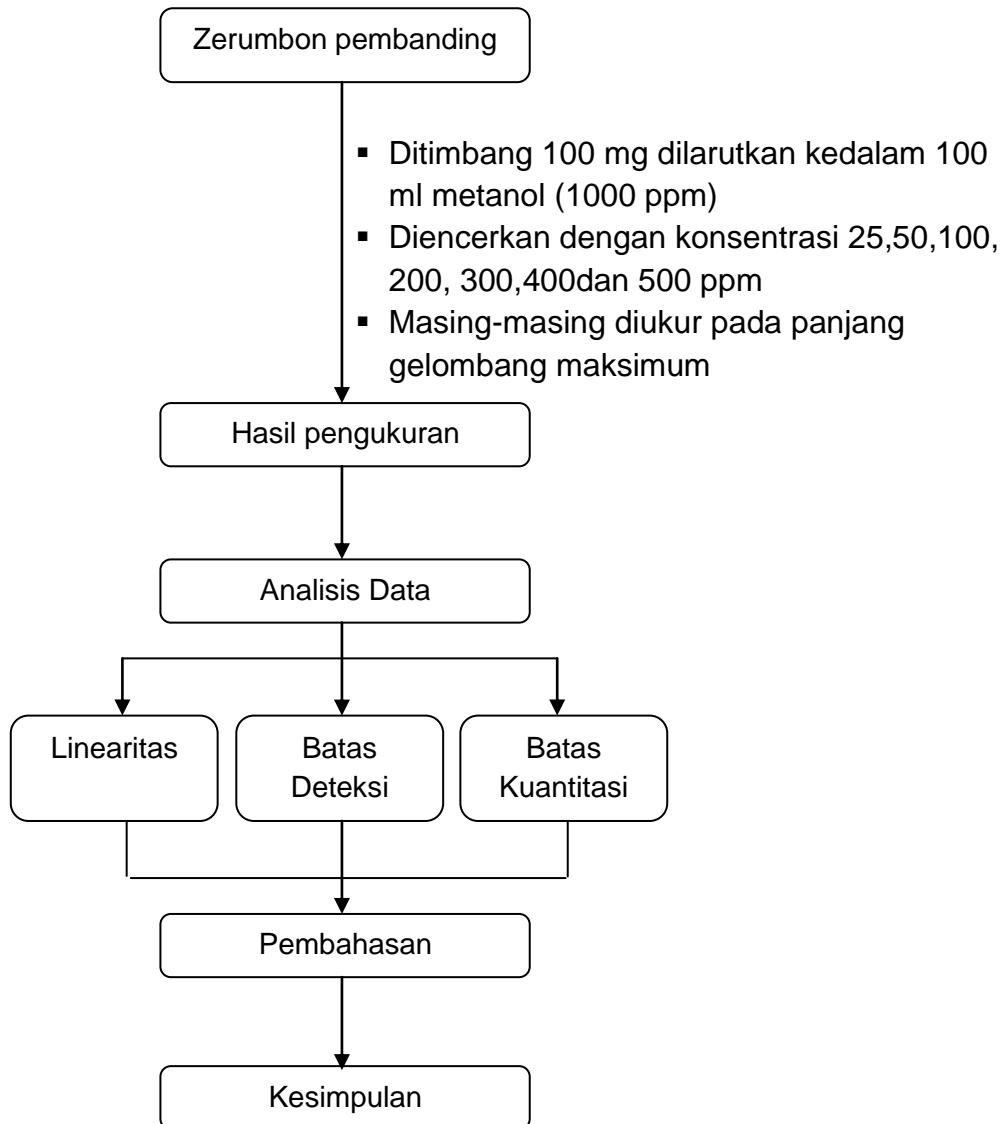 Zerumbon pembanding
▪ Ditimbang 100 mg dilarutkan kedalam 100
ml metanol (1000 ppm)
▪ Diencerkan dengan konsentrasi 25,50,100,
200, 300,400dan 500 ppm
▪ Masing-masing diukur pada panjang
gelombang maksimum
Hasil pengukuran
Analisis Data
Linearitas
Batas
Deteksi
Batas
Kuantitasi
Pembahasan
Kesimpulan